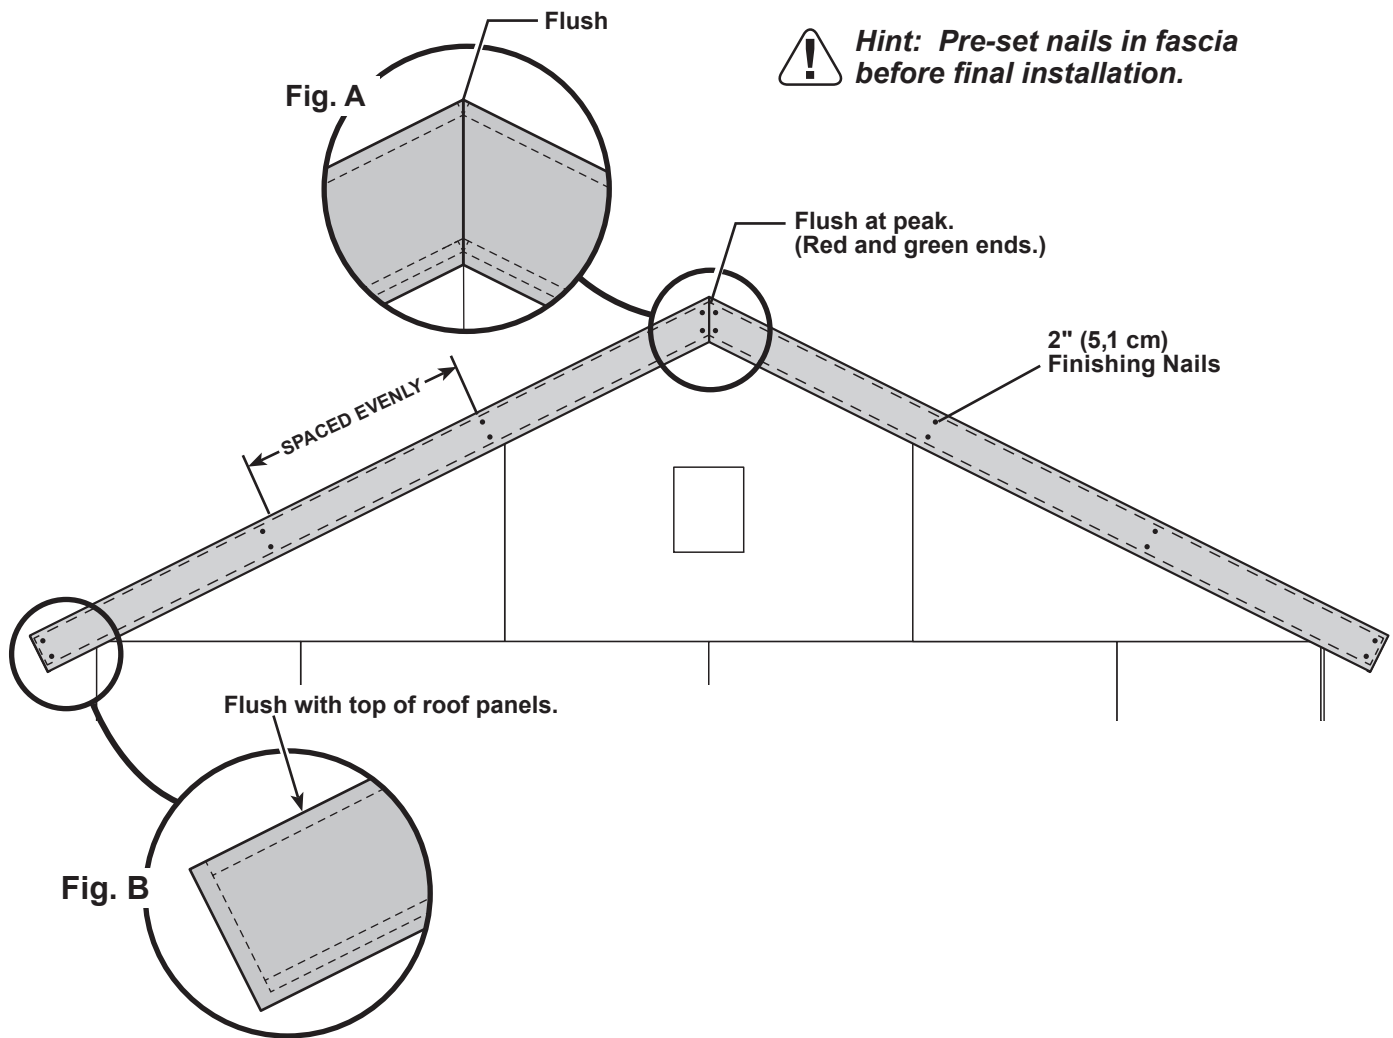 Flush
Hint: Pre-set nails in fascia
before final installation.
Fig. A
Flush at peak.
(Red and green ends.)
2" (5,1 cm)
Finishing Nails
SPACED EVENLY
Flush with top of roof panels.
Fig. B